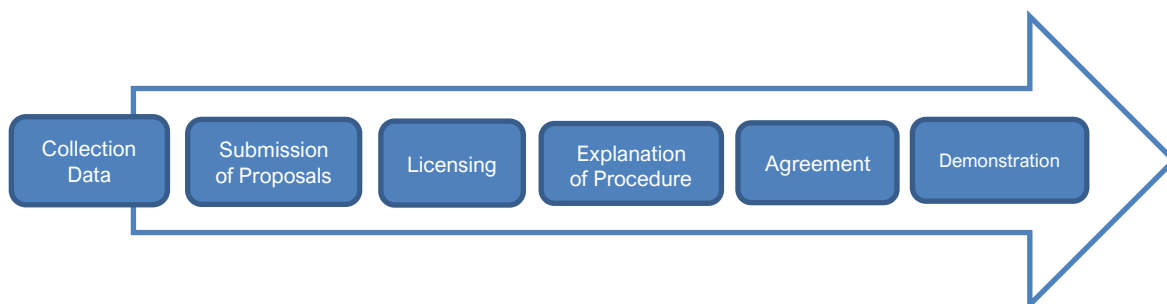 Collection
Data
Submission
of Proposals
Licensing
Explanation
of Procedure
Agreement
Demonstration